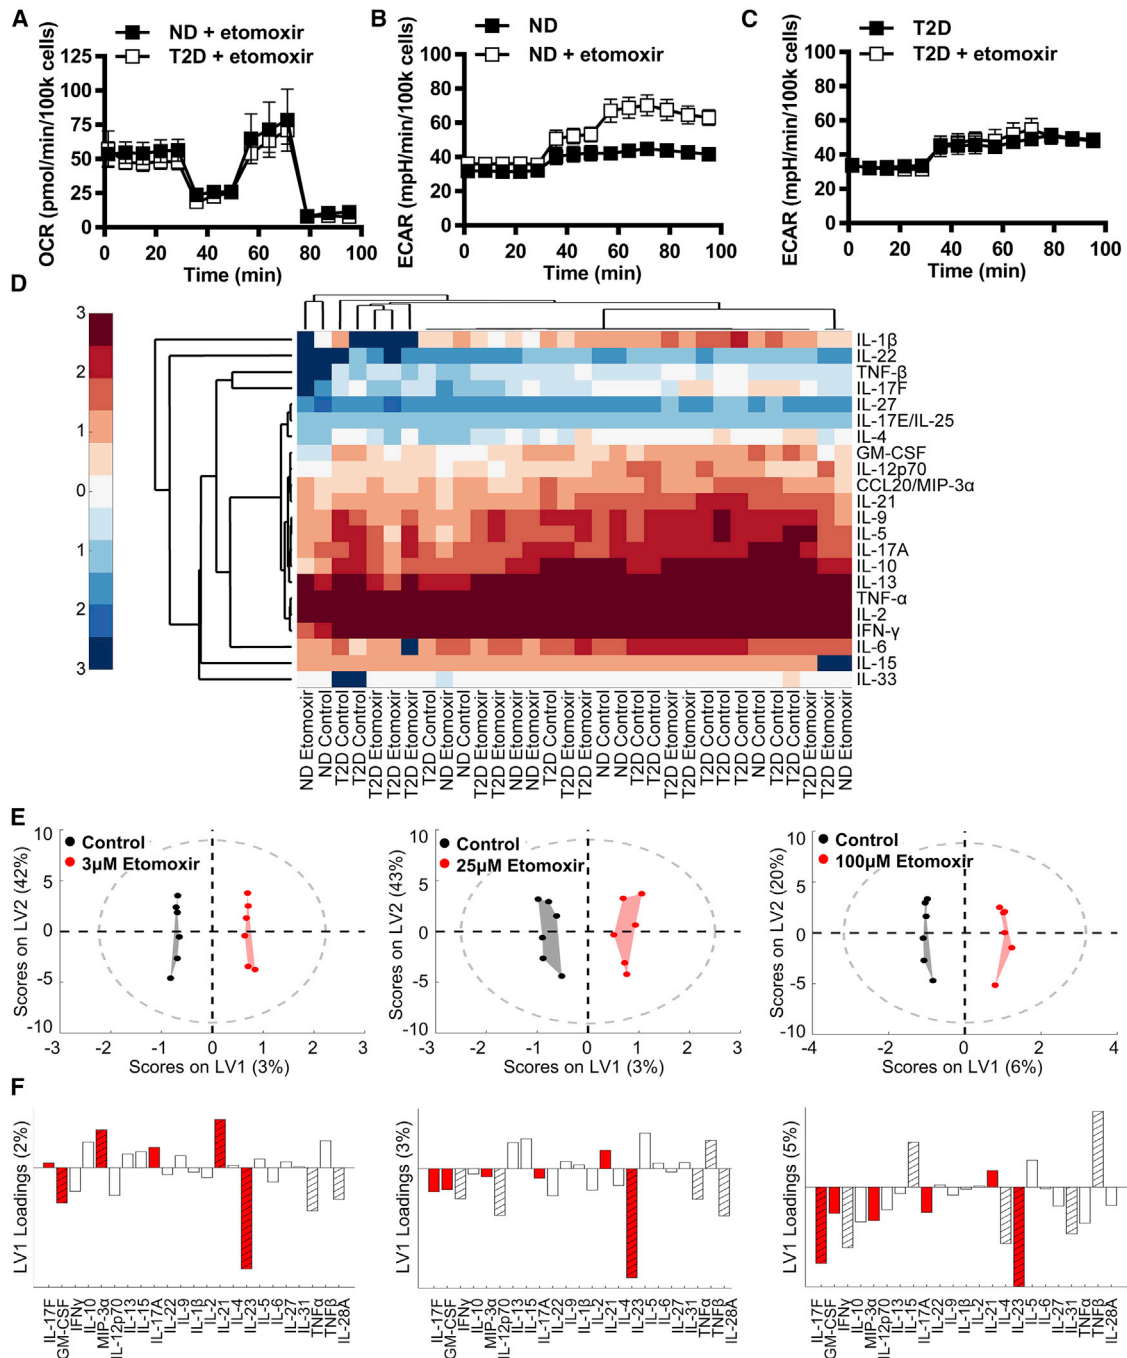 A
ND + etomoxir
T2D + etomoxir
OCR (pmol/min/100k cells)
125
100
75
50
25
0
0 20 40 60 80 100
Time (min)
B
ND
ND + etomoxir
ECAR (mpH/min/100k cells)
100
80
60
40
20
0
0 20 40 60 80 100
Time (min)
C
T2D
T2D + etomoxir
ECAR (mpH/min/100k cells)
100
80
60
40
20
0
0 20 40 60 80 100
Time (min)
D
3
2
1
0
1
2
3
IL-1β
IL-22
TNF-β
IL-17F
IL-27
IL-17E/IL-25
IL-4
GM-CSF
IL-12p70
CCL20/MIP-3α
IL-21
IL-9
IL-5
IL-17A
IL-10
IL-13
TNF-α
IL-2
IFN-γ
IL-6
IL-15
IL-33
ND Etomoxir
ND Control
T2D Control
T2D Control
T2D Etomoxir
T2D Etomoxir
T2D Etomoxir
T2D Control
ND Control
ND Control
T2D Etomoxir
T2D Etomoxir
ND Etomoxir
ND Etomoxir
T2D Control
T2D Etomoxir
T2D Etomoxir
ND Control
ND Control
T2D Control
T2D Control
T2D Etomoxir
ND Etomoxir
T2D Control
T2D Control
T2D Control
ND Control
T2D Control
T2D Control
ND Etomoxir
T2D Etomoxir
ND Etomoxir
E
Control
3μM Etomoxir
Scores on LV2 (42%)
10
5
0
-5
-10
-3 -2 -1 0 1 2 3
Scores on LV1 (3%)
Control
25μM Etomoxir
Scores on LV2 (43%)
10
5
0
-5
-10
-3 -2 -1 0 1 2 3
Scores on LV1 (3%)
Control
100μM Etomoxir
Scores on LV2 (20%)
10
5
0
-5
-10
-4 -2 0 2 4
Scores on LV1 (6%)
F
LV1 Loadings (2%)
IL-17F
GM-CSF
IFNγ
IL-10
MIP-3α
IL-12p70
IL-13
IL-15
IL-17A
IL-22
IL-9
IL-1β
IL-2
IL-21
IL-4
IL-23
IL-5
IL-6
IL-27
IL-31
TNFα
TNFβ
IL-28A
LV1 Loadings (3%)
IL-17F
GM-CSF
IFNγ
IL-10
MIP-3α
IL-12p70
IL-13
IL-15
IL-17A
IL-22
IL-9
IL-1β
IL-2
IL-21
IL-4
IL-23
IL-5
IL-6
IL-27
IL-31
TNFα
TNFβ
IL-28A
LV1 Loadings (5%)
IL-17F
GM-CSF
IFNγ
IL-10
MIP-3α
IL-12p70
IL-13
IL-15
IL-17A
IL-22
IL-9
IL-1β
IL-2
IL-21
IL-4
IL-23
IL-5
IL-6
IL-27
IL-31
TNFα
TNFβ
IL-28A